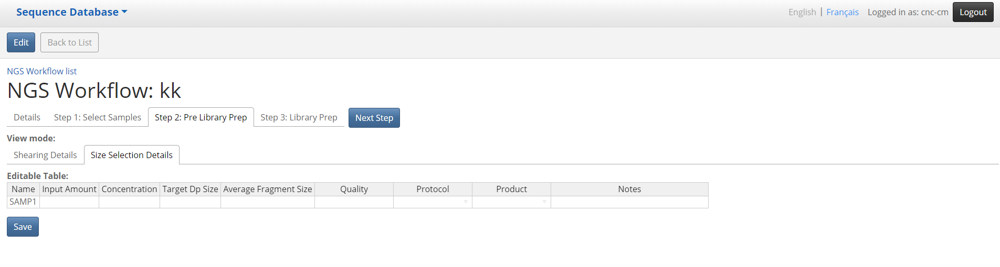 Sequence Database
English | Français Logged in as: cnc-cm Logout
Edit Back to List
NGS Workflow list
NGS Workflow: kk
Details Step 1: Select Samples Step 2: Pre Library Prep Step 3: Library Prep Next Step
View mode:
Shearing Details Size Selection Details
Editable Table:
Name Input Amount Concentration Target Dp Size Average Fragment Size Quality Protocol Product Notes
SAMP1
Save